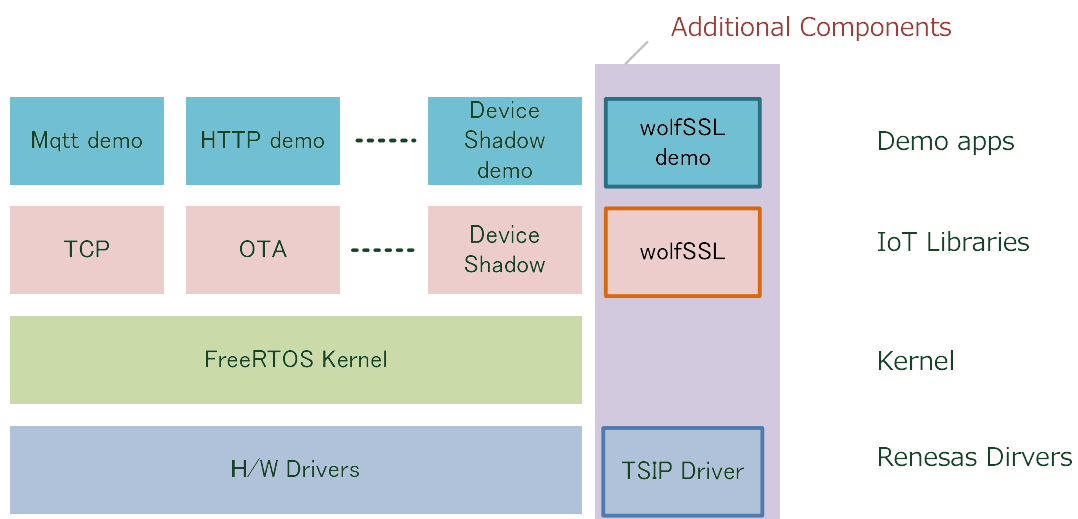 Additional Components
Mqtt demo
HTTP demo
Device
Shadow
demo
wolfSSL
demo
Demo apps
TCP
OTA
Device
Shadow
wolfSSL
IoT Libraries
FreeRTOS Kernel
Kernel
H/W Drivers
TSIP Driver
Renesas Dirvers